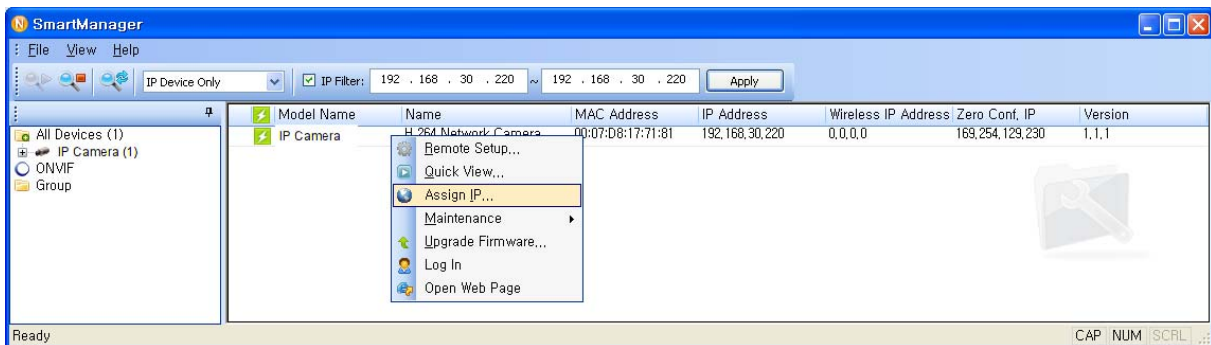 SmartManager
File View Help
IP Device Only IP Filter: 192 . 168 . 30 . 220 ~ 192 . 168 . 30 . 220 Apply
Model Name Name MAC Address IP Address Wireless IP Address Zero Conf, IP Version
All Devices (1)
IP Camera (1)
ONVIF
Group
IP Camera H.264 Network Camera 00:07:D8:17:71:81 192,168,30,220 0,0,0,0 169,254,129,230 1,1,1
Remote Setup...
Quick View...
Assign IP...
Maintenance
Upgrade Firmware...
Log In
Open Web Page
Ready CAP NUM SCRL